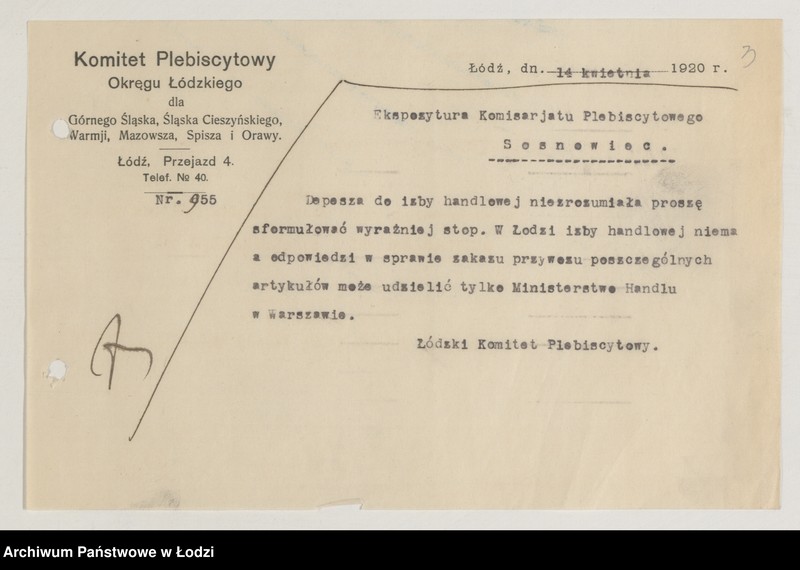 Komitet Plebiscytowy
Okręgu Łódzkiego
dla
Górnego Śląska, Śląska Cieszyńskiego,
Warmji, Mazowsza, Spisza i Orawy.
Łódź, Przejazd 4.
Telef. № 40.
Nr. 955
Łódź, dn. 14 kwietnia 1920 r.
3
Ekspozytura Komisarjatu Plebiscytowego
Sosnowiec.
Depesza do izby handlowej niezrozumiała proszę
sformułować wyraźniej stop. W Łodzi izby handlowej niema
a odpowiedzi w sprawie zakazu przywozu poszczególnych
artykułów może udzielić tylko Ministerstwo Handlu
w Warszawie.
Łódzki Komitet Plebiscytowy.
Archiwum Państwowe w Łodzi